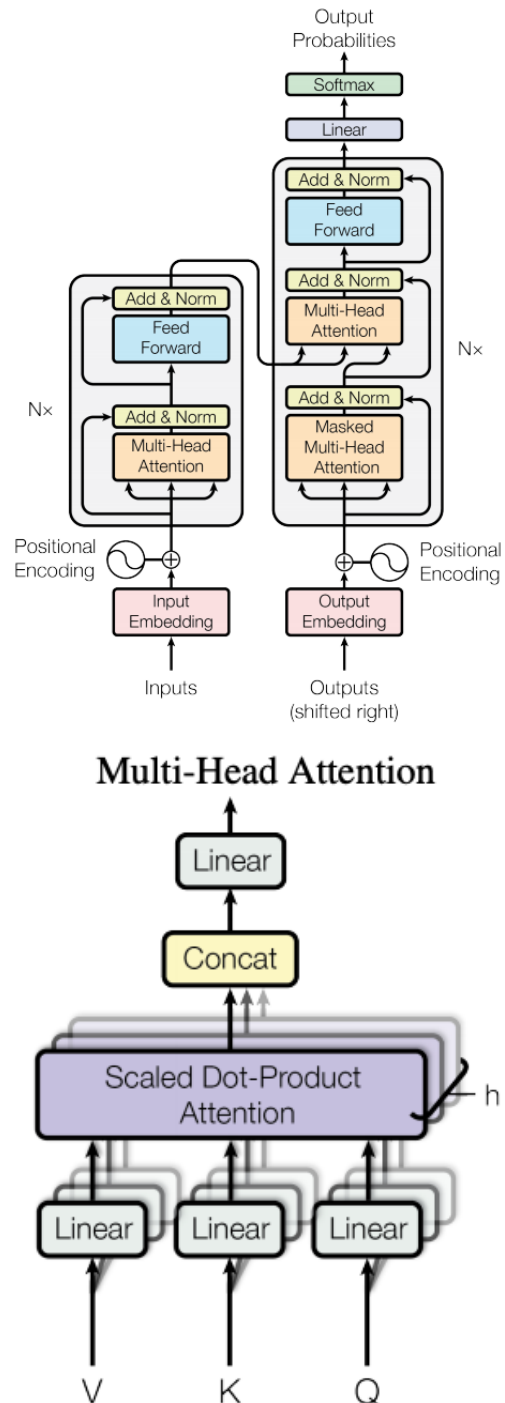 Output
Probabilities
Softmax
Linear
Add & Norm
Feed
Forward
Add & Norm
Multi-Head
Attention
Add & Norm
Masked
Multi-Head
Attention
Nx
Add & Norm
Feed
Forward
Nx
Add & Norm
Multi-Head
Attention
Positional
Encoding
Positional
Encoding
Input
Embedding
Output
Embedding
Inputs
Outputs
(shifted right)
Multi-Head Attention
Linear
Concat
Scaled Dot-Product
Attention
h
Linear
Linear
Linear
V
K
Q